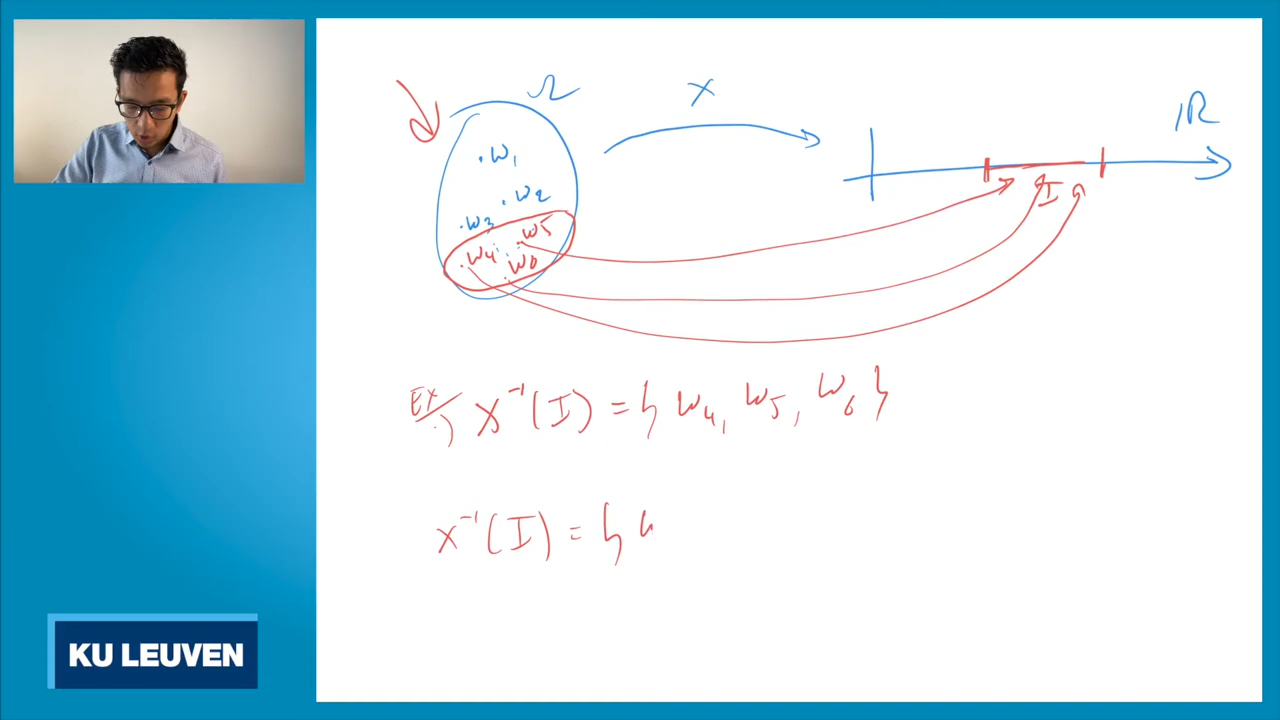 Ω X ℝ
.ω₁
.ω₂
.ω₃ .ω₅
.ω₄ .ω₆
I
EX/ .) X⁻¹(I) = { ω₄, ω₅, ω₆ }
X⁻¹(I) = {
KU LEUVEN